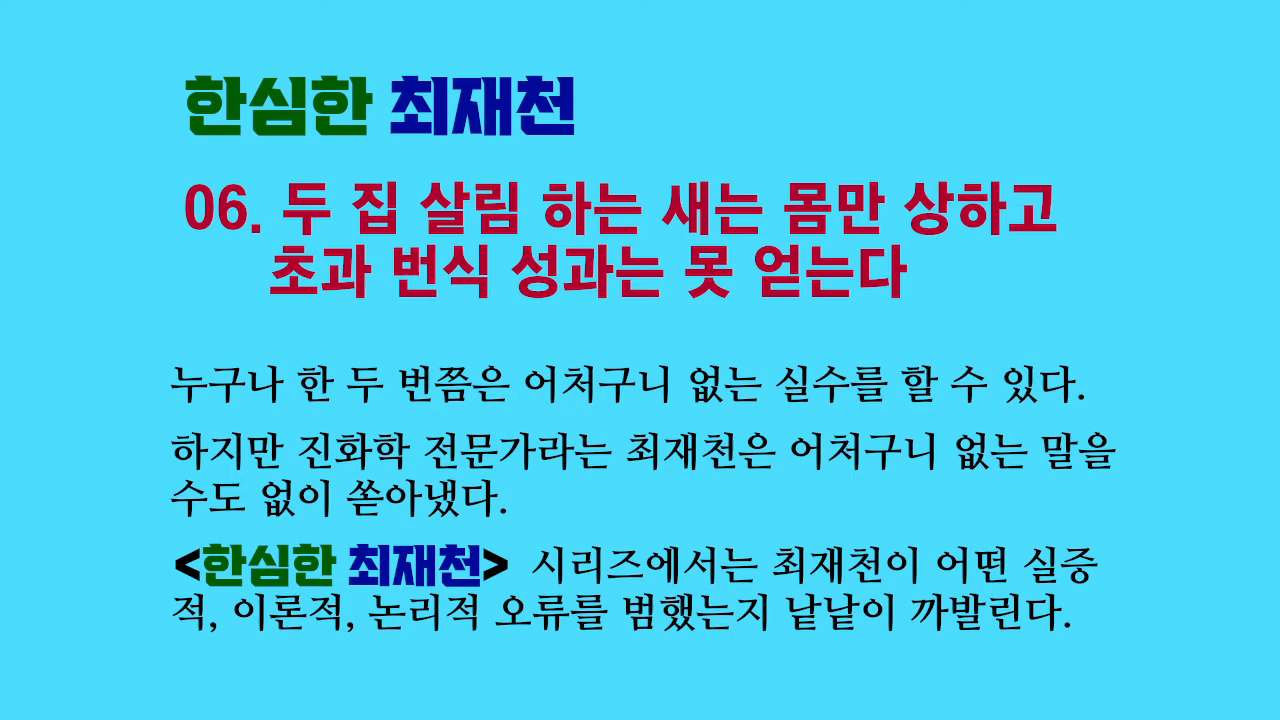 한심한 최재천
06. 두 집 살림 하는 새는 몸만 상하고
초과 번식 성과는 못 얻는다
누구나 한 두 번쯤은 어처구니 없는 실수를 할 수 있다.
하지만 진화학 전문가라는 최재천은 어처구니 없는 말을
수도 없이 쏟아냈다.
<한심한 최재천> 시리즈에서는 최재천이 어떤 실증
적, 이론적, 논리적 오류를 범했는지 낱낱이 까발린다.